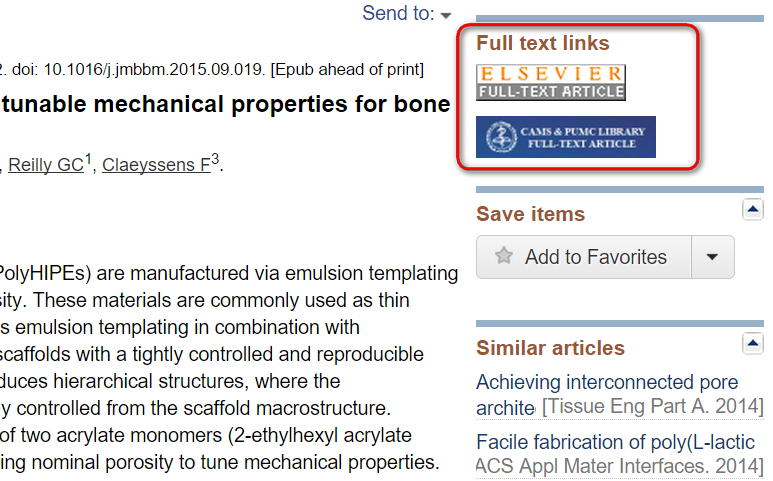 Send to:
2. doi: 10.1016/j.jmbbm.2015.09.019. [Epub ahead of print]
tunable mechanical properties for bone
, Reilly GC1, Claeyssens F3.
PolyHIPEs) are manufactured via emulsion templating
sity. These materials are commonly used as thin
s emulsion templating in combination with
scaffolds with a tightly controlled and reproducible
duces hierarchical structures, where the
y controlled from the scaffold macrostructure.
of two acrylate monomers (2-ethylhexyl acrylate
ing nominal porosity to tune mechanical properties.
Full text links
ELSEVIER
FULL-TEXT ARTICLE
CAMS & PUMC LIBRARY
FULL-TEXT ARTICLE
Save items
Add to Favorites
Similar articles
Achieving interconnected pore
archite [Tissue Eng Part A. 2014]
Facile fabrication of poly(L-lactic
ACS Appl Mater Interfaces. 2014]